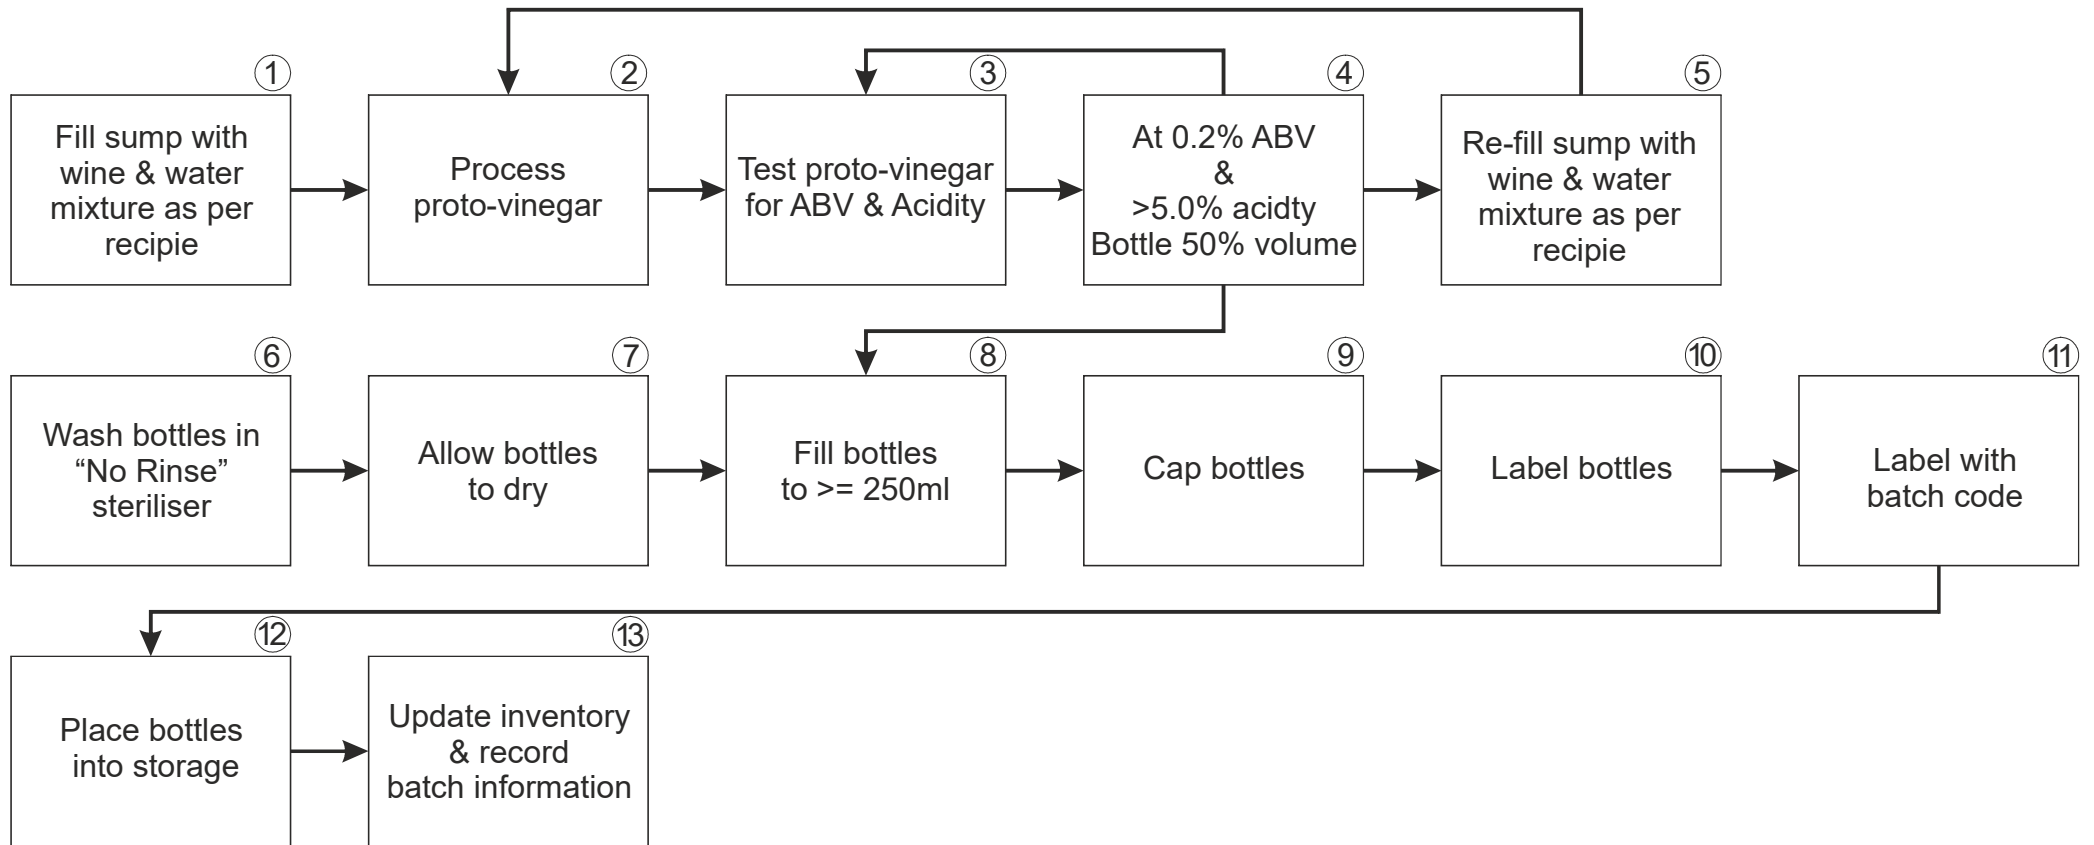 ①
Fill sump with
wine & water
mixture as per
recipie
②
Process
proto-vinegar
③
Test proto-vinegar
for ABV & Acidity
④
At 0.2% ABV
&
>5.0% acidty
Bottle 50% volume
⑤
Re-fill sump with
wine & water
mixture as per
recipie
⑥
Wash bottles in
“No Rinse”
steriliser
⑦
Allow bottles
to dry
⑧
Fill bottles
to >= 250ml
⑨
Cap bottles
⑩
Label bottles
⑪
Label with
batch code
⑫
Place bottles
into storage
⑬
Update inventory
& record
batch information